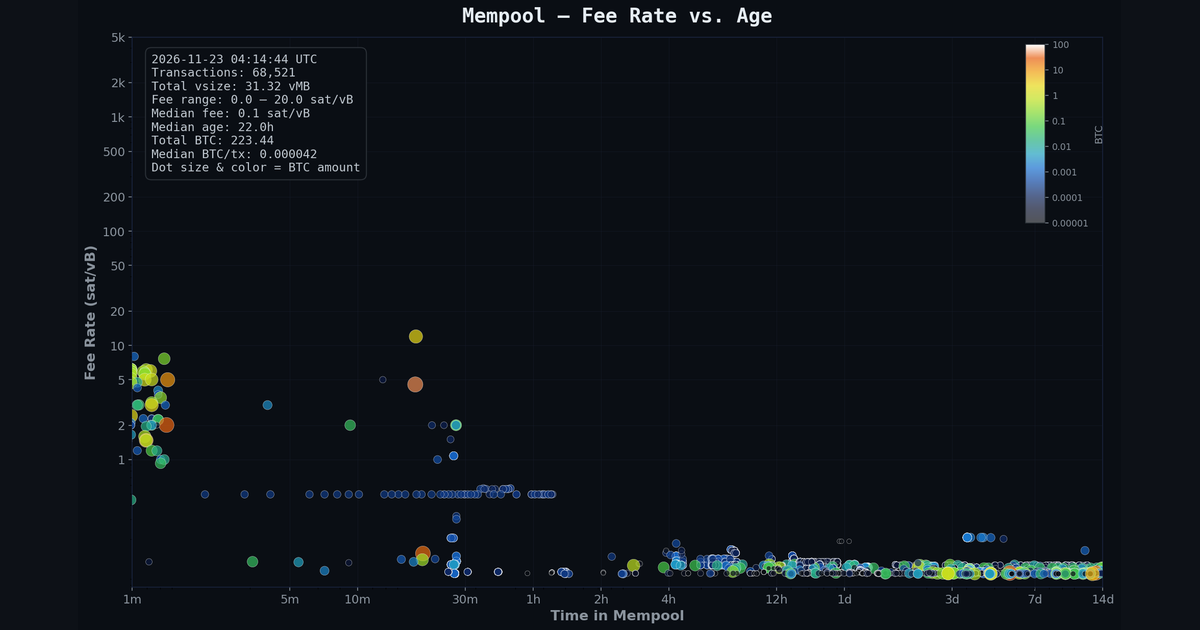 Mempool — Fee Rate vs. Age
2026-11-23 04:14:44 UTC
Transactions: 68,521
Total vsize: 31.32 vMB
Fee range: 0.0 — 20.0 sat/vB
Median fee: 0.1 sat/vB
Median age: 22.0h
Total BTC: 223.44
Median BTC/tx: 0.000042
Dot size & color = BTC amount
100
10
1
0.1
0.01
0.001
0.0001
0.00001
BTC
Fee Rate (sat/vB)
5k
2k
1k
500
200
100
50
20
10
5
2
1
1m 5m 10m 30m 1h 2h 4h 12h 1d 3d 7d 14d
Time in Mempool